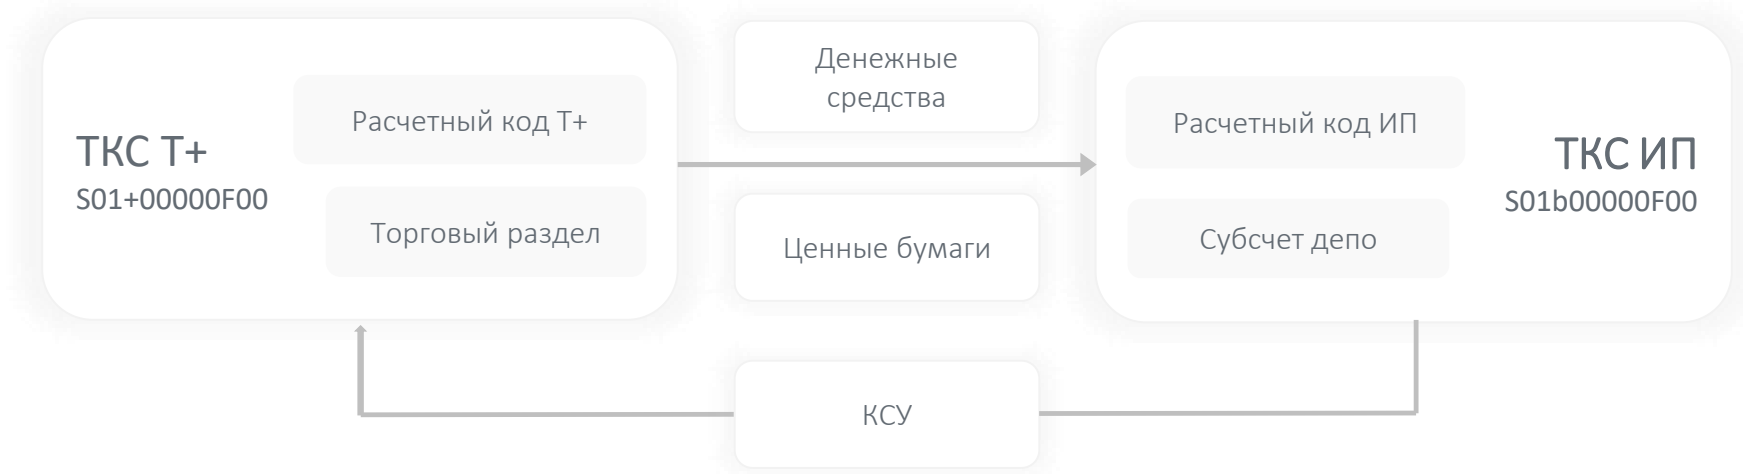 ТКС Т+
S01+00000F00
Расчетный код Т+
Торговый раздел
Денежные
средства
Ценные бумаги
КСУ
Расчетный код ИП
Субсчет депо
ТКС ИП
S01b00000F00